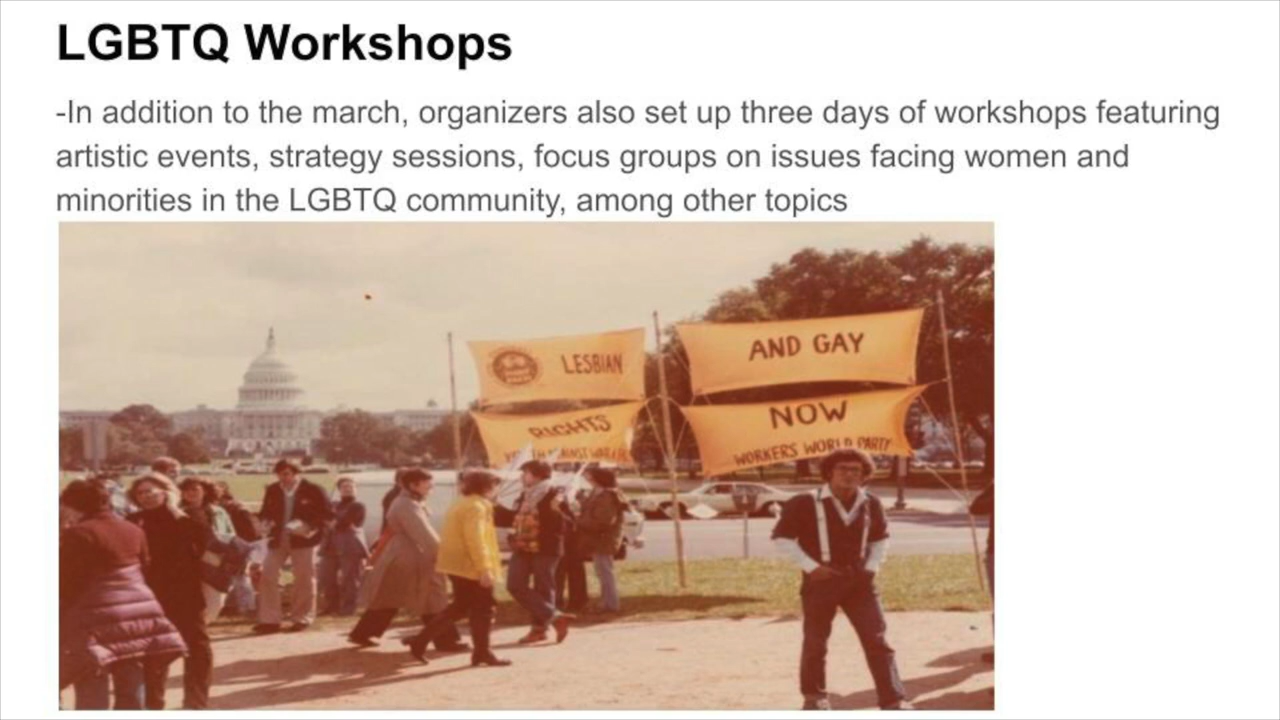 LGBTQ Workshops
-In addition to the march, organizers also set up three days of workshops featuring
artistic events, strategy sessions, focus groups on issues facing women and
minorities in the LGBTQ community, among other topics
LESBIAN
AND GAY
RIGHTS
NOW
WORKERS WORLD PARTY